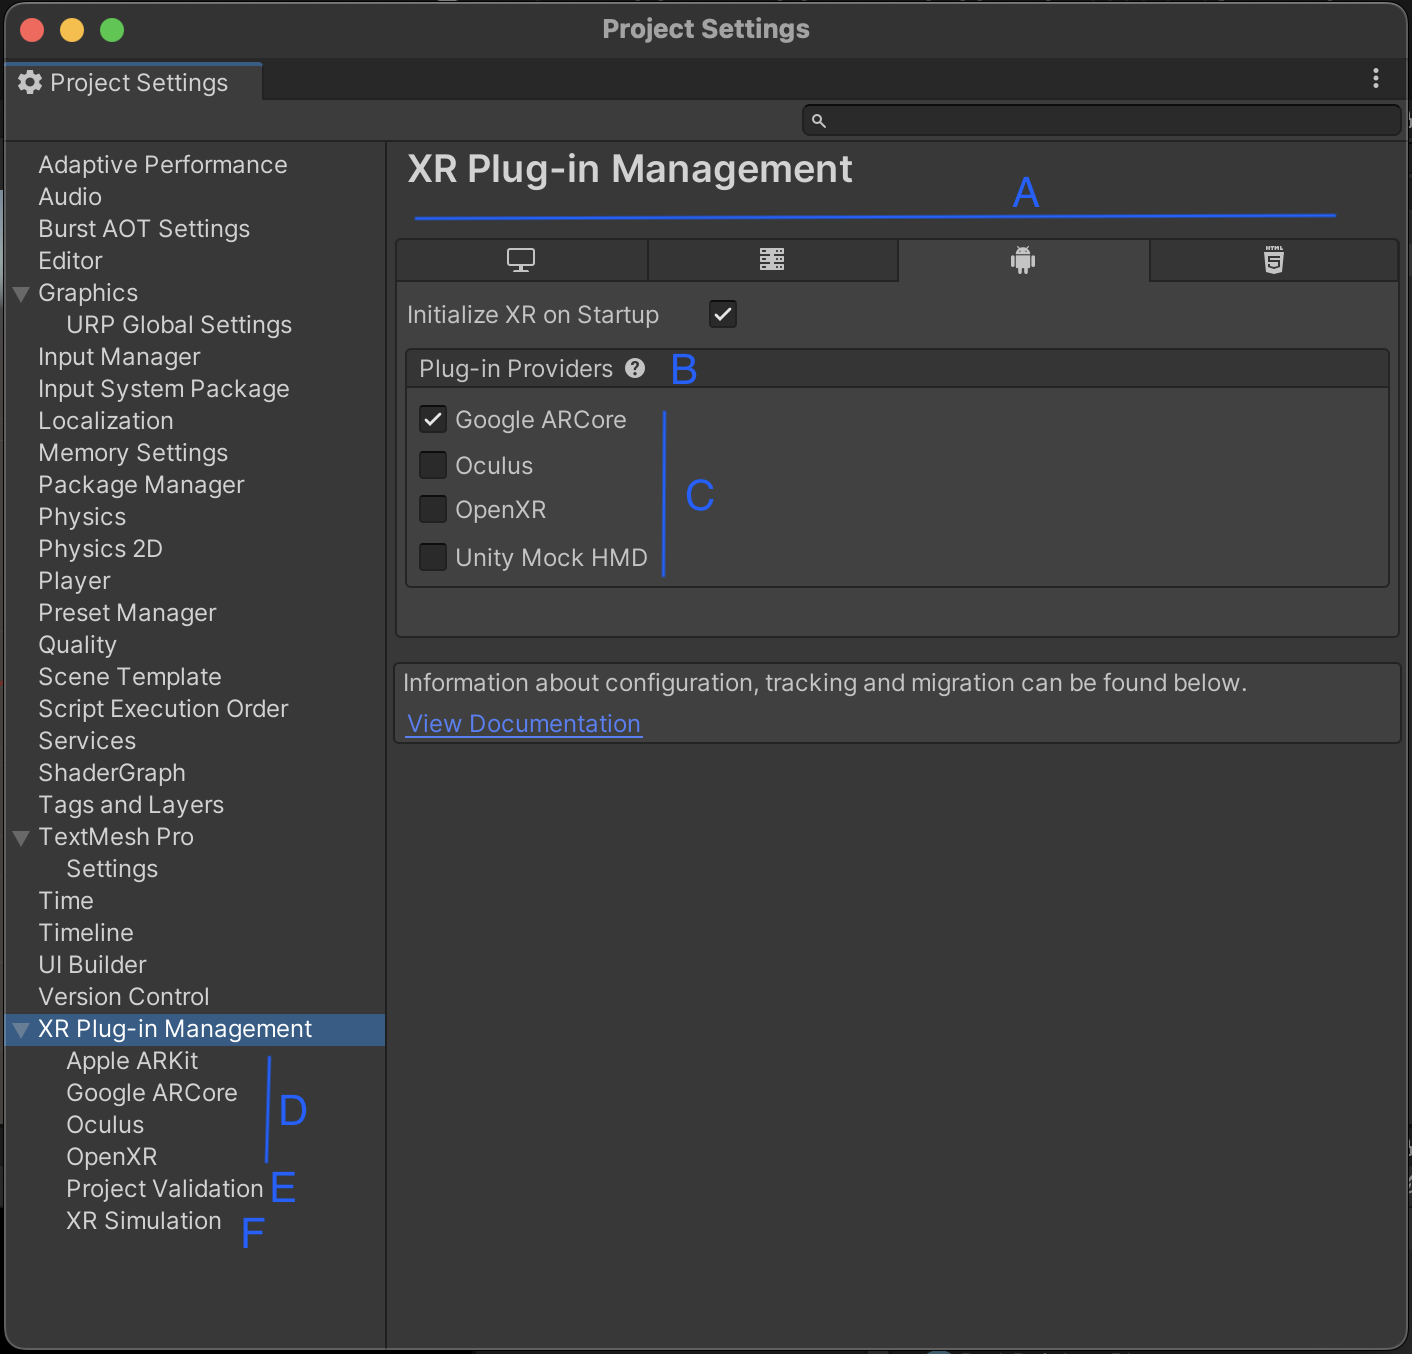 Project Settings
Project Settings
Adaptive Performance
Audio
Burst AOT Settings
Editor
Graphics
URP Global Settings
Input Manager
Input System Package
Localization
Memory Settings
Package Manager
Physics
Physics 2D
Player
Preset Manager
Quality
Scene Template
Script Execution Order
Services
ShaderGraph
Tags and Layers
TextMesh Pro
Settings
Time
Timeline
UI Builder
Version Control
XR Plug-in Management
Apple ARKit
Google ARCore
Oculus
D
OpenXR
Project Validation E
XR Simulation F
XR Plug-in Management
A
HTML
Initialize XR on Startup
Plug-in Providers ? B
Google ARCore
Oculus
C
OpenXR
Unity Mock HMD
Information about configuration, tracking and migration can be found below.
View Documentation